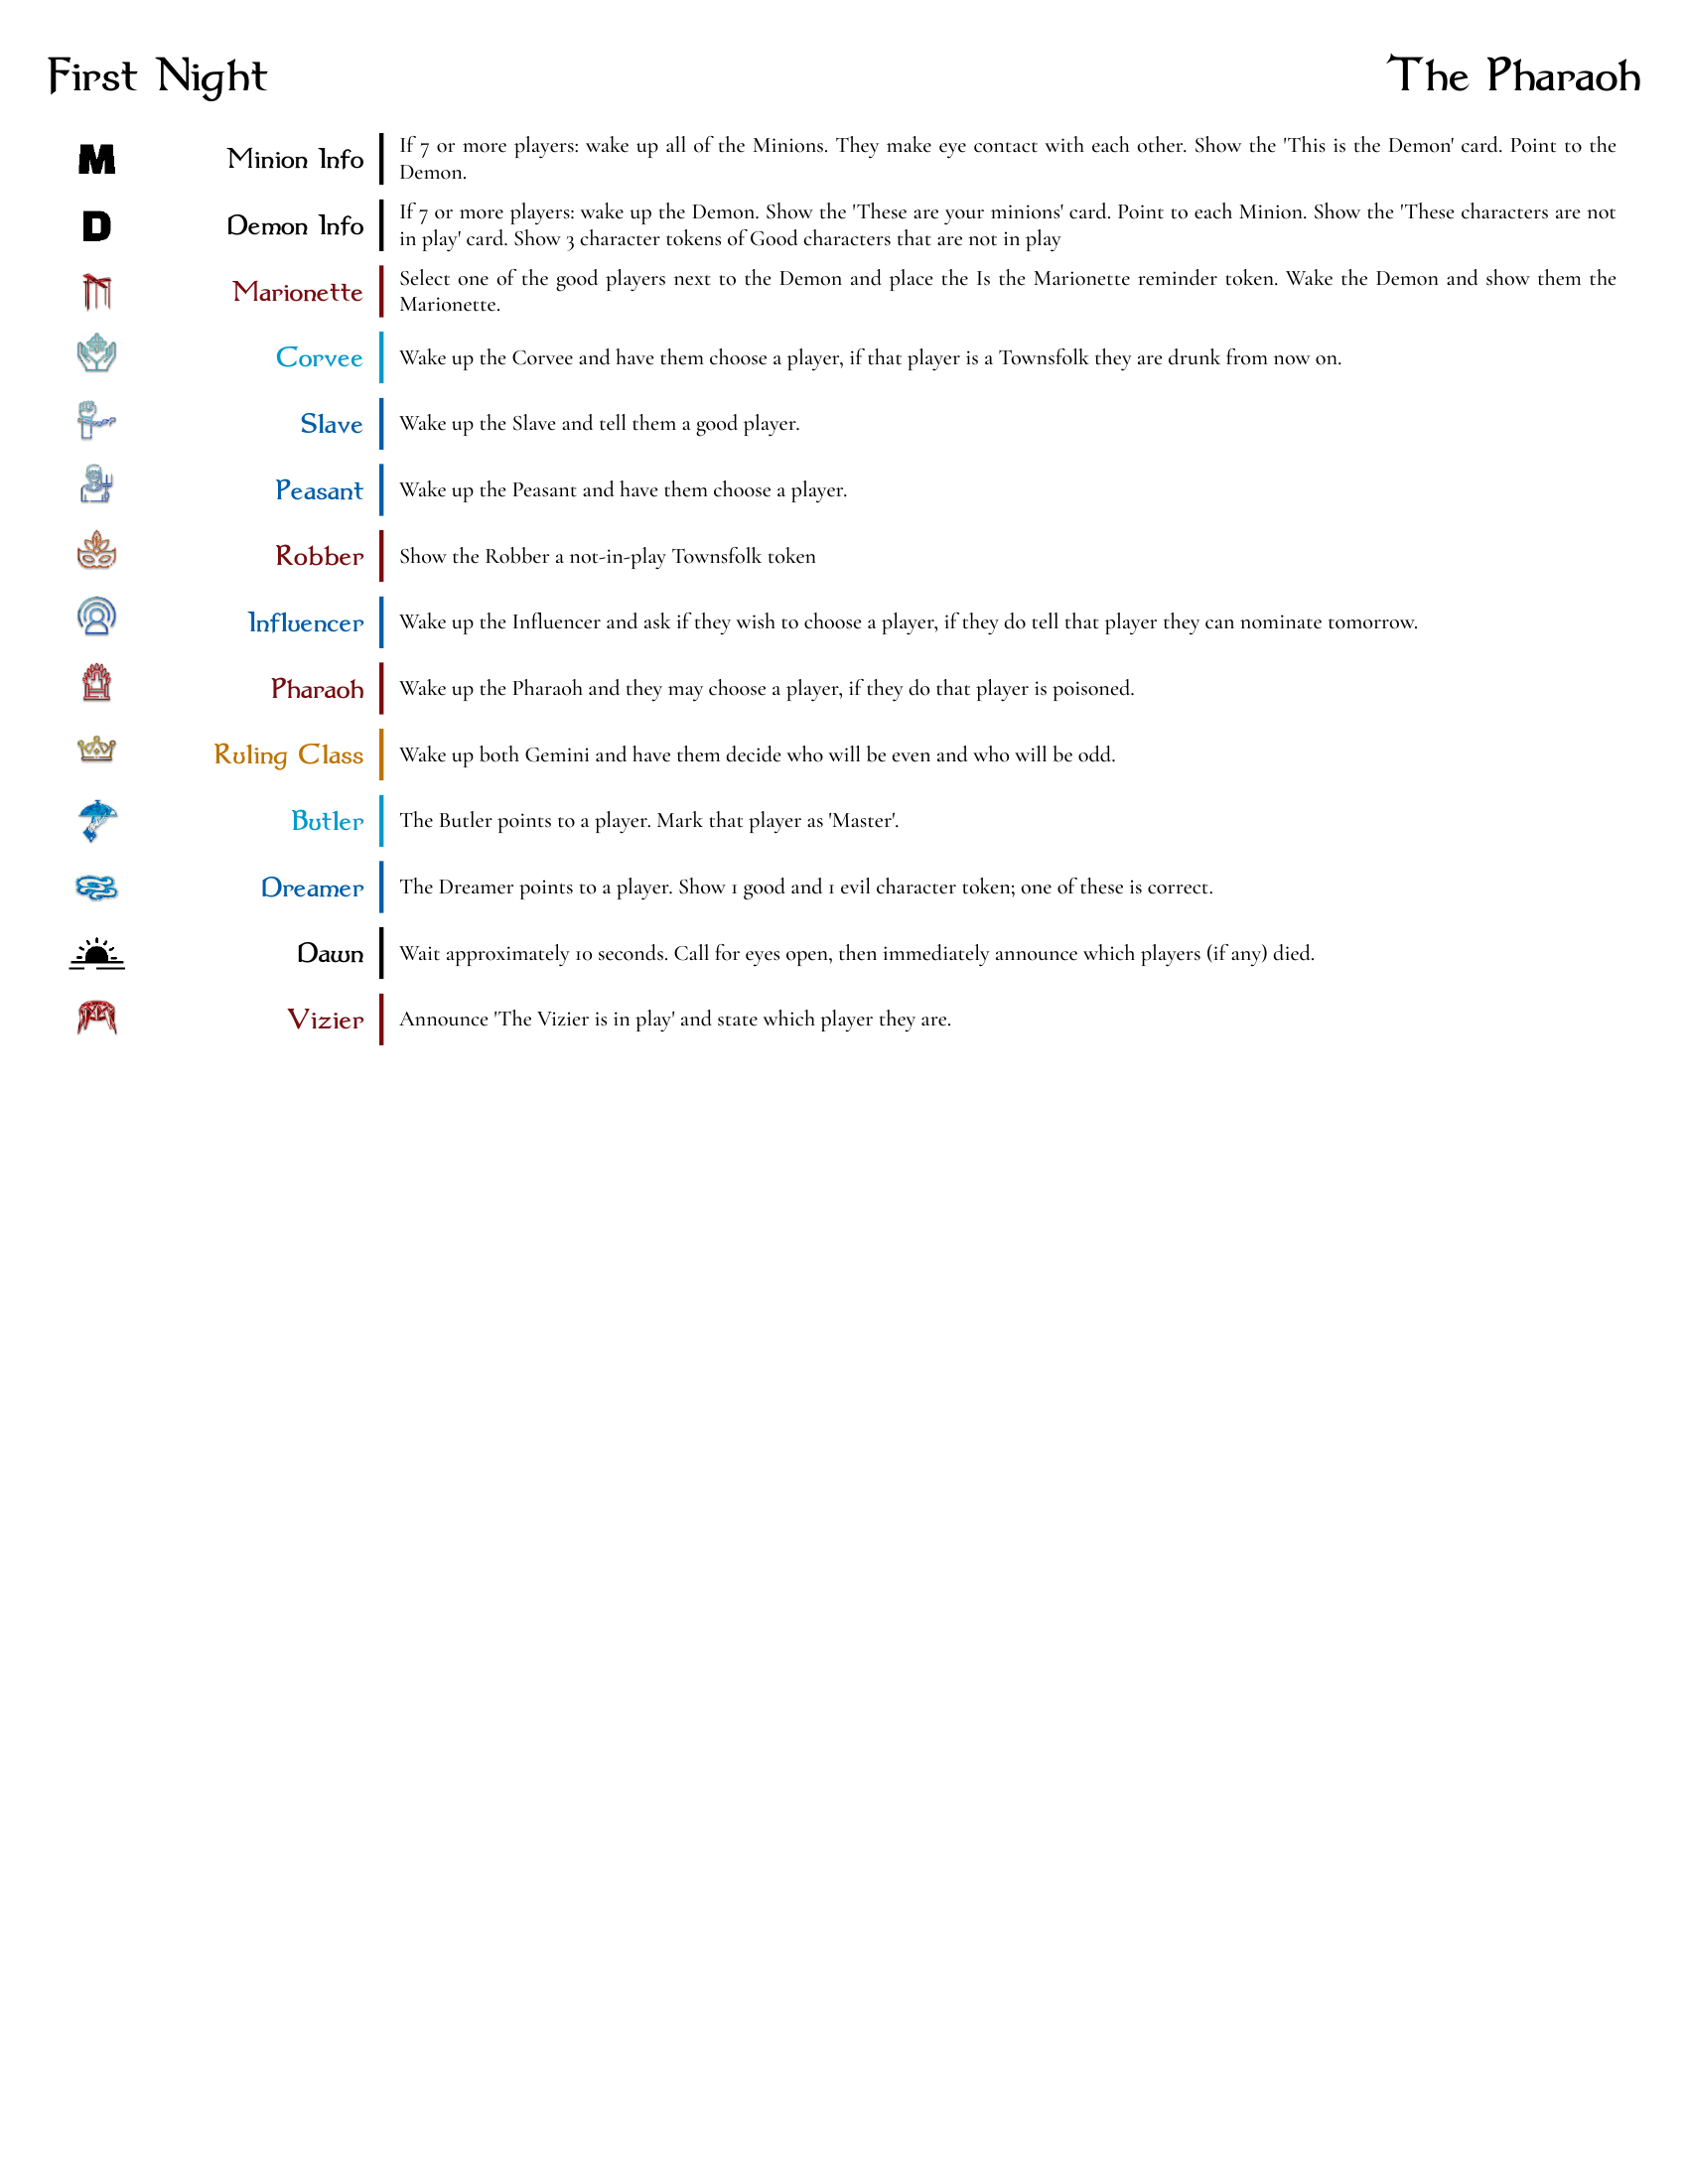 First Night
The Pharaoh
M
Minion Info
If 7 or more players: wake up all of the Minions. They make eye contact with each other. Show the 'This is the Demon' card. Point to the
Demon.
D
Demon Info
If 7 or more players: wake up the Demon. Show the 'These are your minions' card. Point to each Minion. Show the 'These characters are not
in play' card. Show 3 character tokens of Good characters that are not in play
Marionette
Select one of the good players next to the Demon and place the Is the Marionette reminder token. Wake the Demon and show them the
Marionette.
Corvee
Wake up the Corvee and have them choose a player, if that player is a Townsfolk they are drunk from now on.
Slave
Wake up the Slave and tell them a good player.
Peasant
Wake up the Peasant and have them choose a player.
Robber
Show the Robber a not-in-play Townsfolk token
Influencer
Wake up the Influencer and ask if they wish to choose a player, if they do tell that player they can nominate tomorrow.
Pharaoh
Wake up the Pharaoh and they may choose a player, if they do that player is poisoned.
Ruling Class
Wake up both Gemini and have them decide who will be even and who will be odd.
Butler
The Butler points to a player. Mark that player as 'Master'.
Dreamer
The Dreamer points to a player. Show 1 good and 1 evil character token; one of these is correct.
Dawn
Wait approximately 10 seconds. Call for eyes open, then immediately announce which players (if any) died.
Vizier
Announce 'The Vizier is in play' and state which player they are.